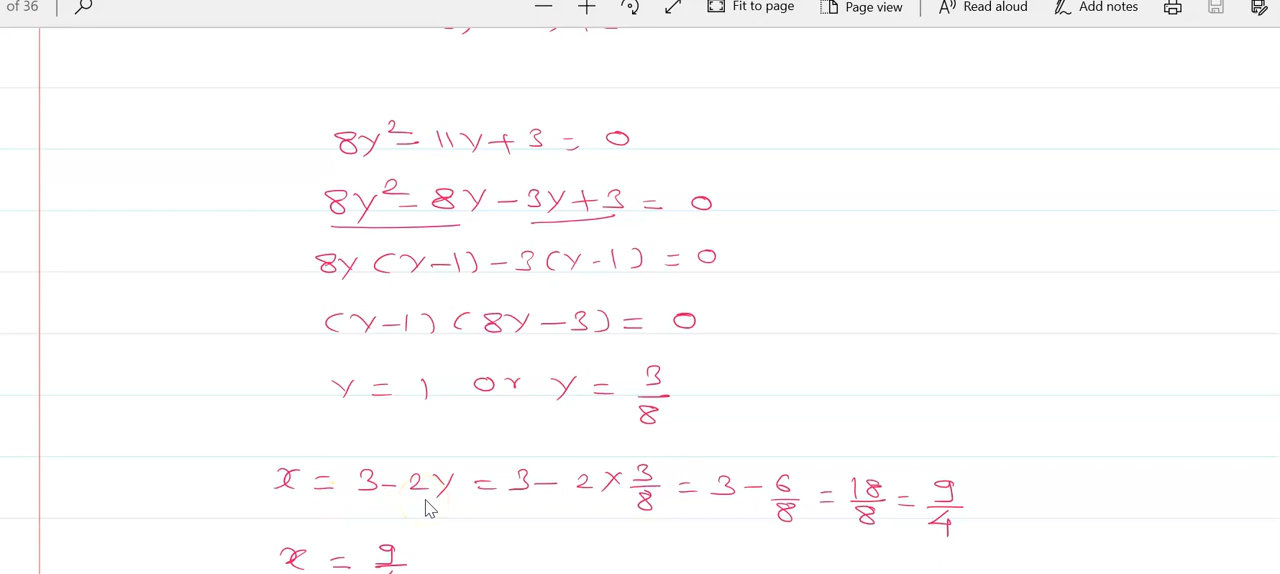 of 36 Fit to page Page view Read aloud Add notes
8y² - 11y + 3 = 0
8y² - 8y - 3y + 3 = 0
8y (y-1) - 3 (y-1) = 0
(y-1) (8y-3) = 0
y = 1 or y = 3/8
x = 3 - 2y = 3 - 2 × 3/8 = 3 - 6/8 = 18/8 = 9/4
x = 9/4